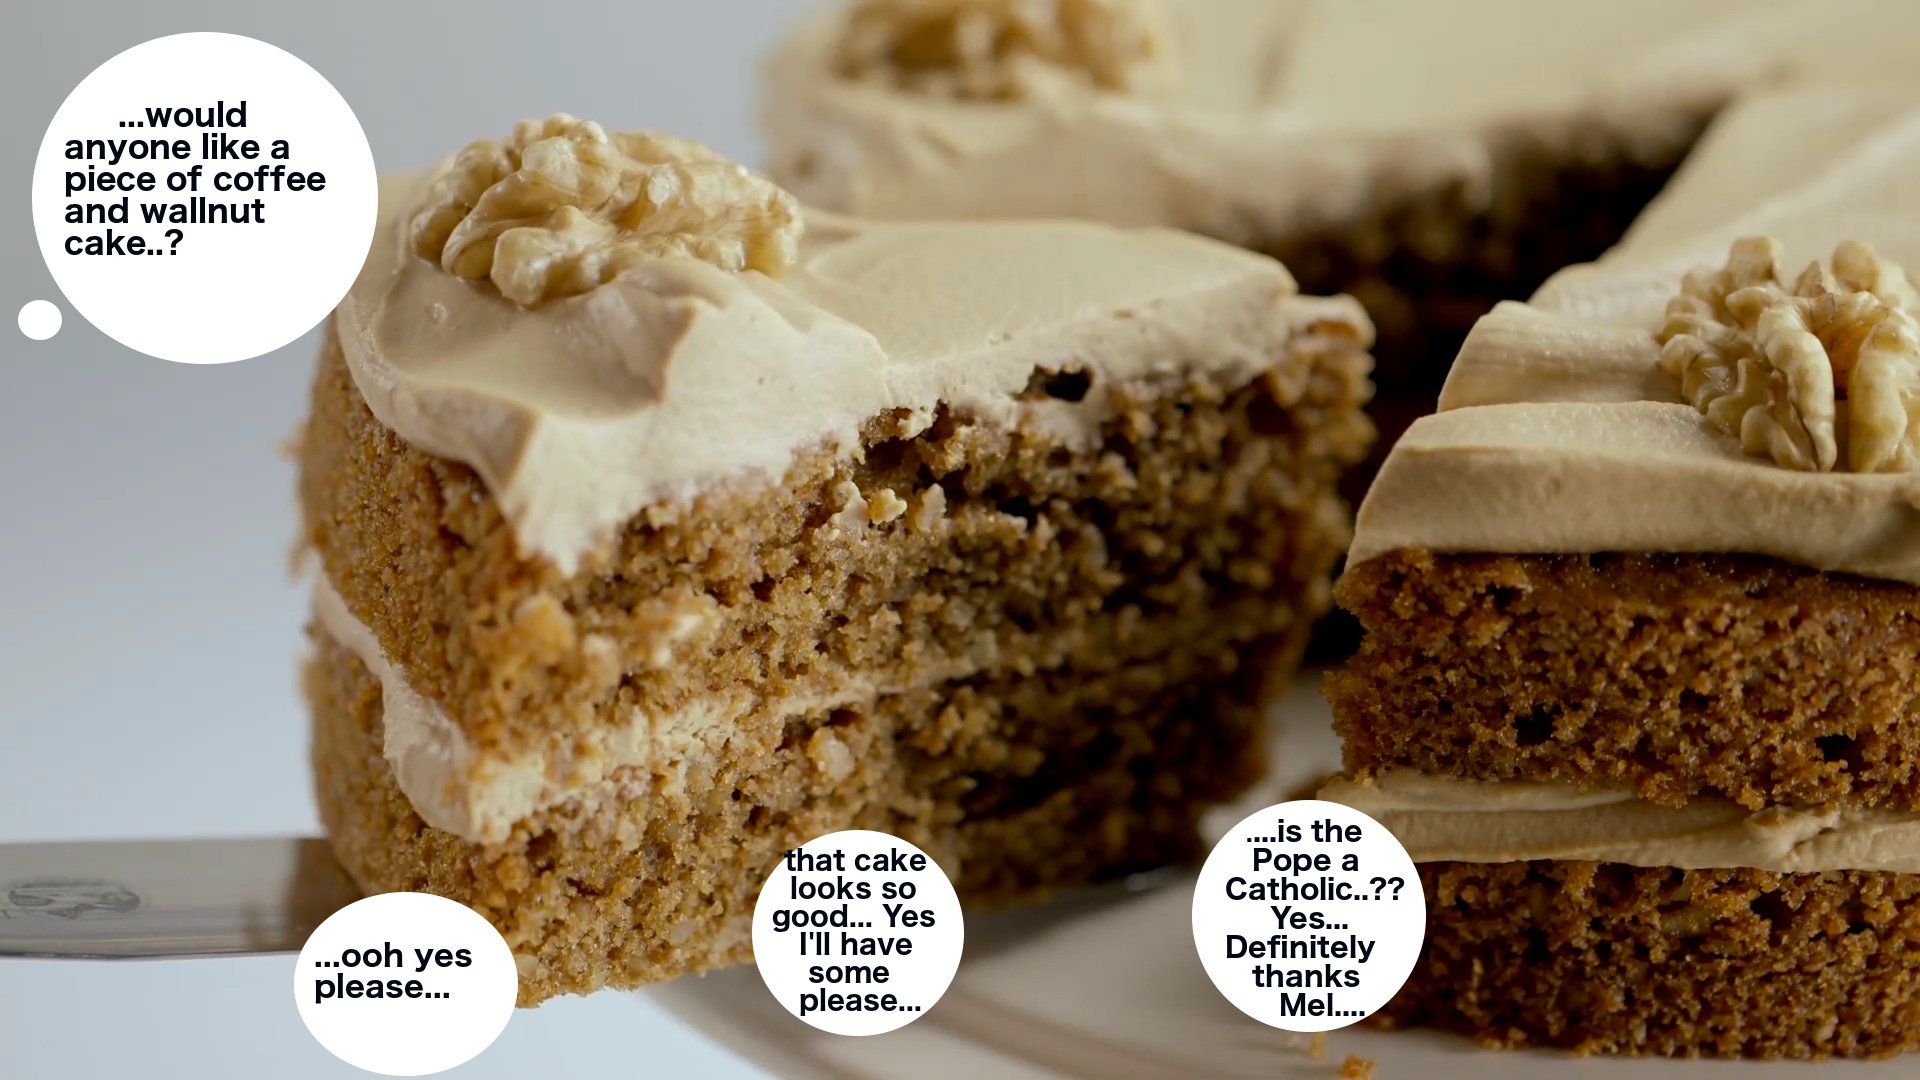 ...would
anyone like a
piece of coffee
and wallnut
cake..?
...ooh yes
please...
that cake
looks so
good... Yes
I'll have
some
please...
....is the
Pope a
Catholic..??
Yes...
Definitely
thanks
Mel....